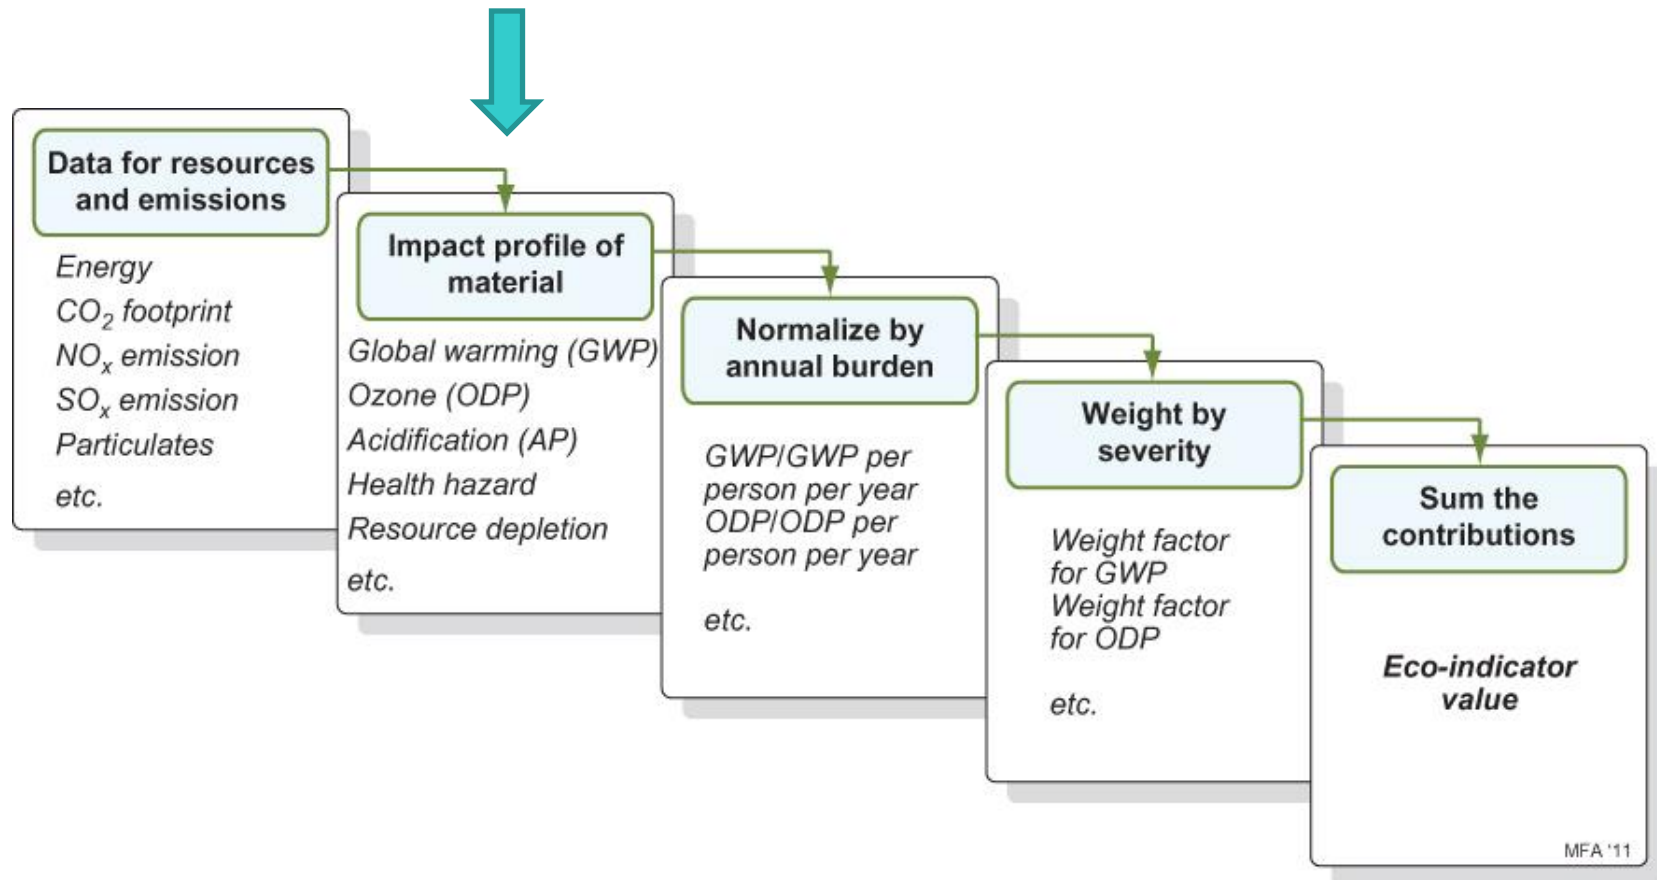 Data for resources
and emissions
Energy
CO₂ footprint
NOₓ emission
SOₓ emission
Particulates
etc.
Impact profile of
material
Global warming (GWP)
Ozone (ODP)
Acidification (AP)
Health hazard
Resource depletion
etc.
Normalize by
annual burden
GWP/GWP per
person per year
ODP/ODP per
person per year
etc.
Weight by
severity
Weight factor
for GWP
Weight factor
for ODP
etc.
Sum the
contributions
Eco-indicator
value
MFA '11